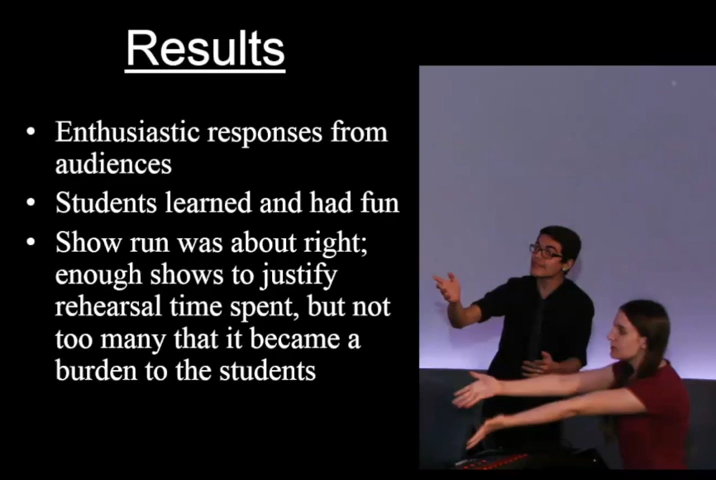 Results
• Enthusiastic responses from
audiences
• Students learned and had fun
• Show run was about right;
enough shows to justify
rehearsal time spent, but not
too many that it became a
burden to the students